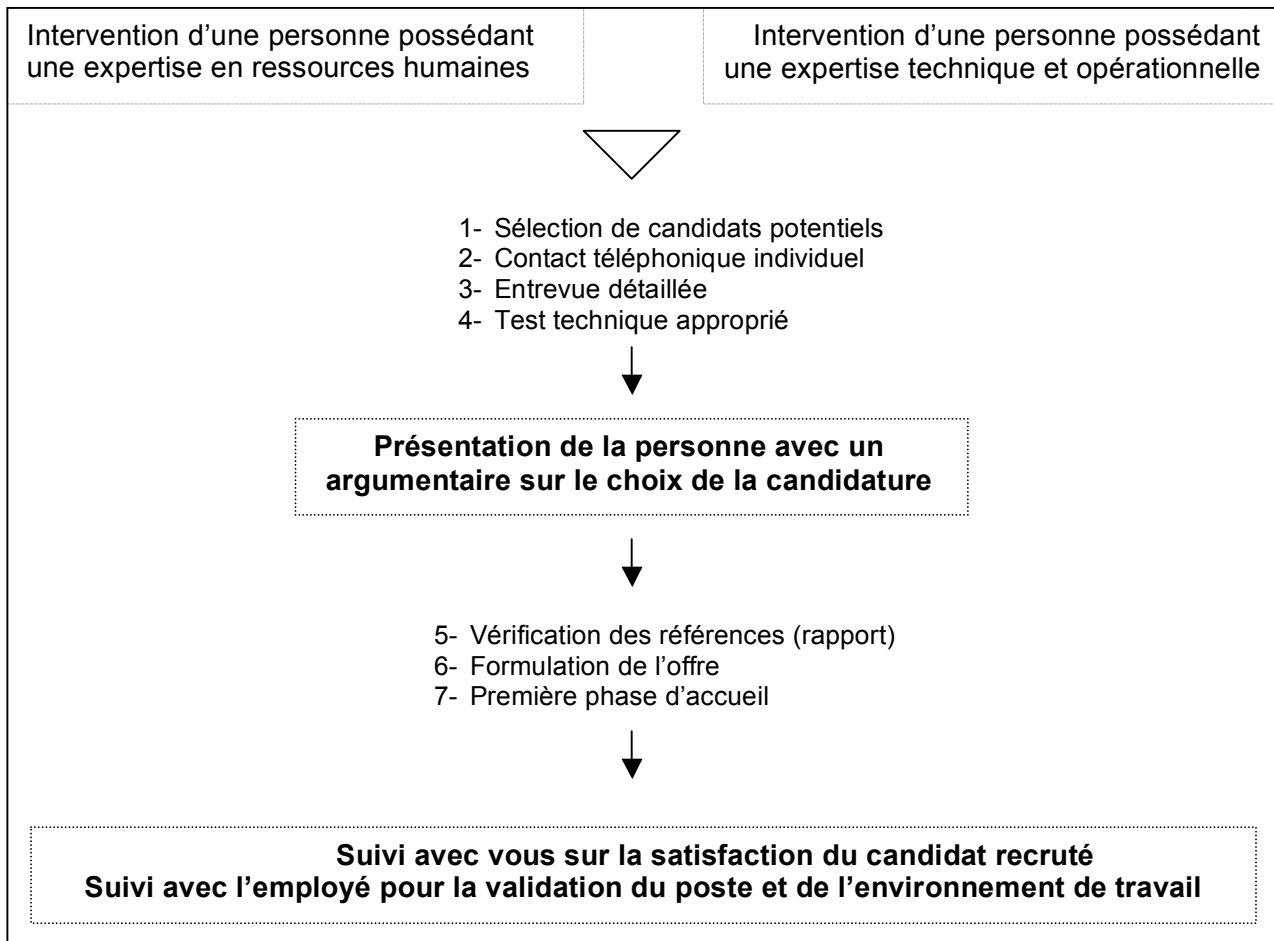 Intervention d’une personne possédant
une expertise en ressources humaines
Intervention d’une personne possédant
une expertise technique et opérationnelle
1- Sélection de candidats potentiels
2- Contact téléphonique individuel
3- Entrevue détaillée
4- Test technique approprié
Présentation de la personne avec un
argumentaire sur le choix de la candidature
5- Vérification des références (rapport)
6- Formulation de l’offre
7- Première phase d’accueil
Suivi avec vous sur la satisfaction du candidat recruté
Suivi avec l’employé pour la validation du poste et de l’environnement de travail